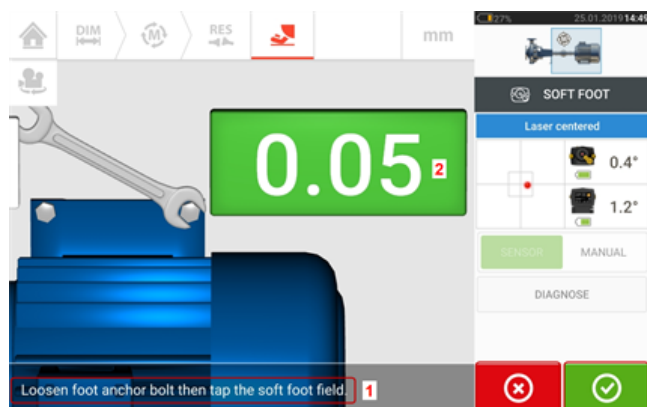 DIM
M
RES
mm
27%
25.01.2019 14:49
SOFT FOOT
Laser centered
0.4°
1.2°
SENSOR
MANUAL
DIAGNOSE
0.05
2
Loosen foot anchor bolt then tap the soft foot field.
1